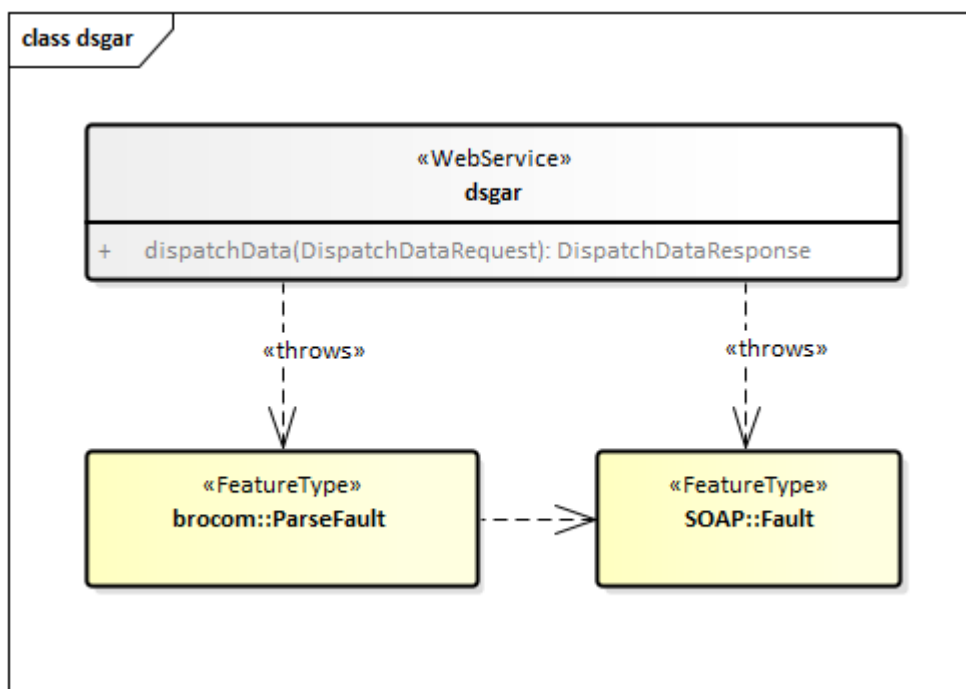 class dsgar
«WebService»
dsgar
+ dispatchData(DispatchDataRequest): DispatchDataResponse
«throws»
«throws»
«FeatureType»
brocom::ParseFault
«FeatureType»
SOAP::Fault